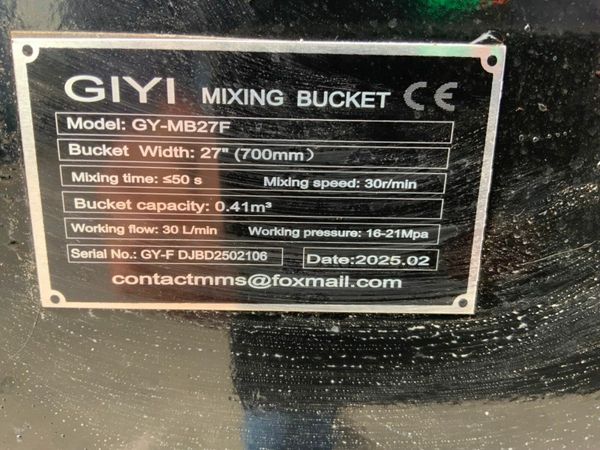 GIYI MIXING BUCKET CE
Model: GY-MB27F
Bucket Width: 27" (700mm）
Mixing time: ≤50 s Mixing speed: 30r/min
Bucket capacity: 0.41m³
Working flow: 30 L/min Working pressure: 16-21Mpa
Serial No.: GY-F DJBD2502106 Date:2025.02
contactmms@foxmail.com